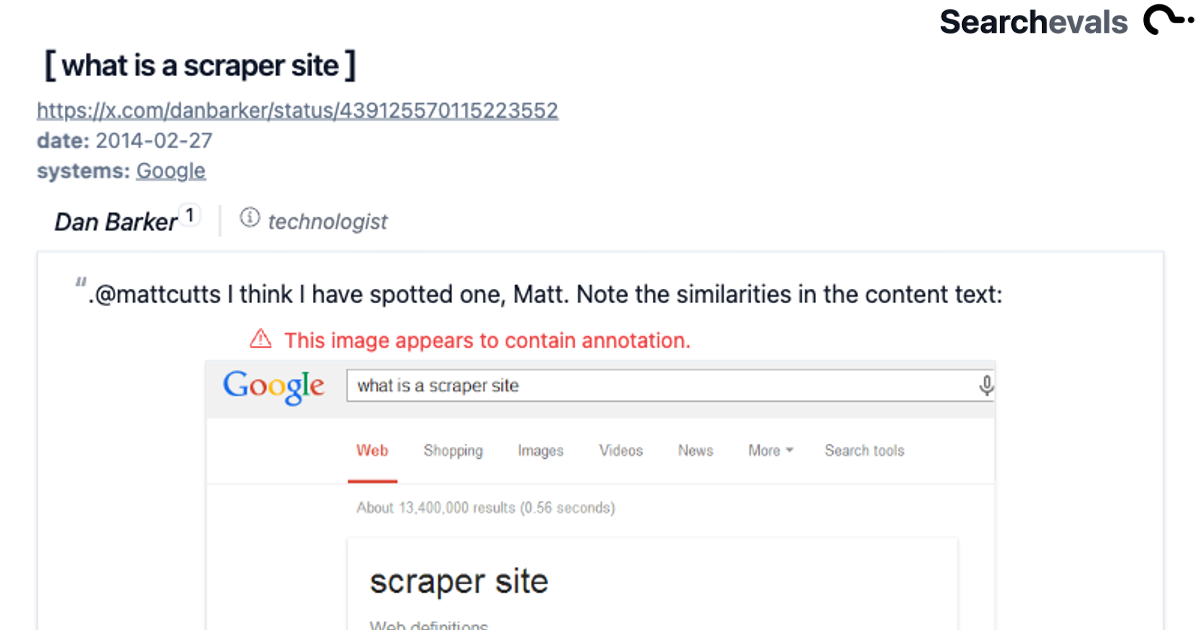 Searchevals
[ what is a scraper site ]
https://x.com/danbarker/status/439125570115223552
date: 2014-02-27
systems: Google
Dan Barker 1 technologist
“.@mattcutts I think I have spotted one, Matt. Note the similarities in the content text:
This image appears to contain annotation.
Google what is a scraper site
Web Shopping Images Videos News More Search tools
About 13,400,000 results (0.56 seconds)
scraper site
Web definitions